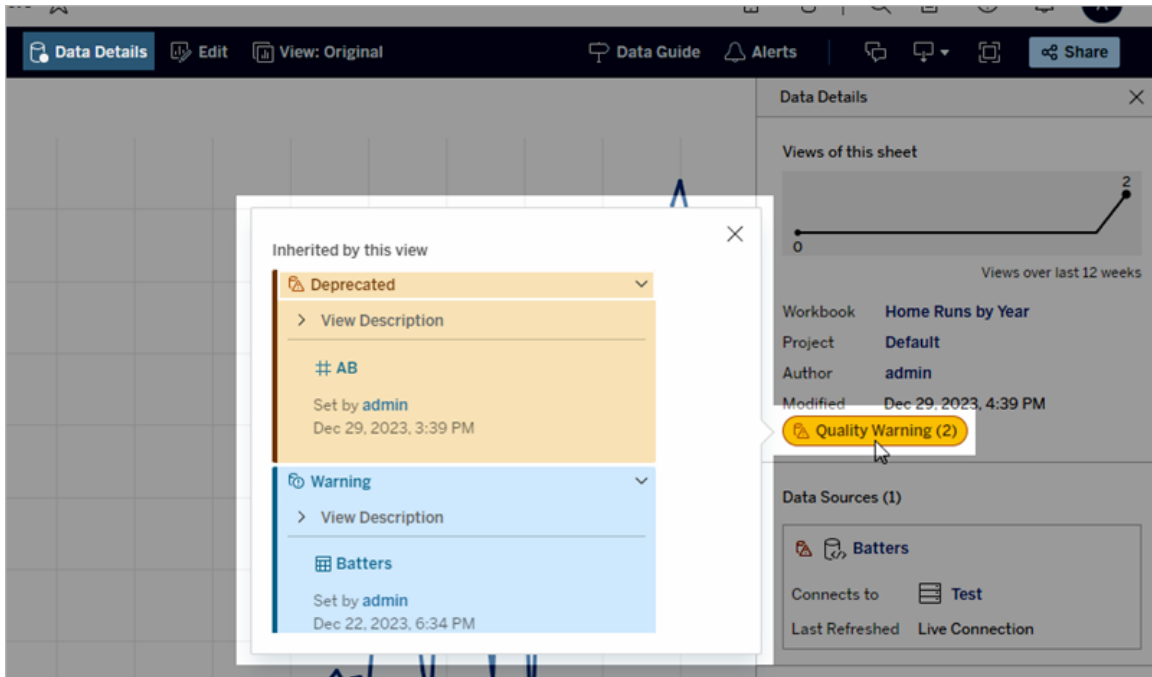 Data Details
Edit
View: Original
Data Guide
Alerts
Share
Data Details
Views of this sheet
2
0
Views over last 12 weeks
Workbook Home Runs by Year
Project Default
Author admin
Modified Dec 29, 2023, 4:39 PM
Quality Warning (2)
Data Sources (1)
Batters
Connects to Test
Last Refreshed Live Connection
Inherited by this view
Deprecated
View Description
AB
Set by admin
Dec 29, 2023, 3:39 PM
Warning
View Description
Batters
Set by admin
Dec 22, 2023, 6:34 PM